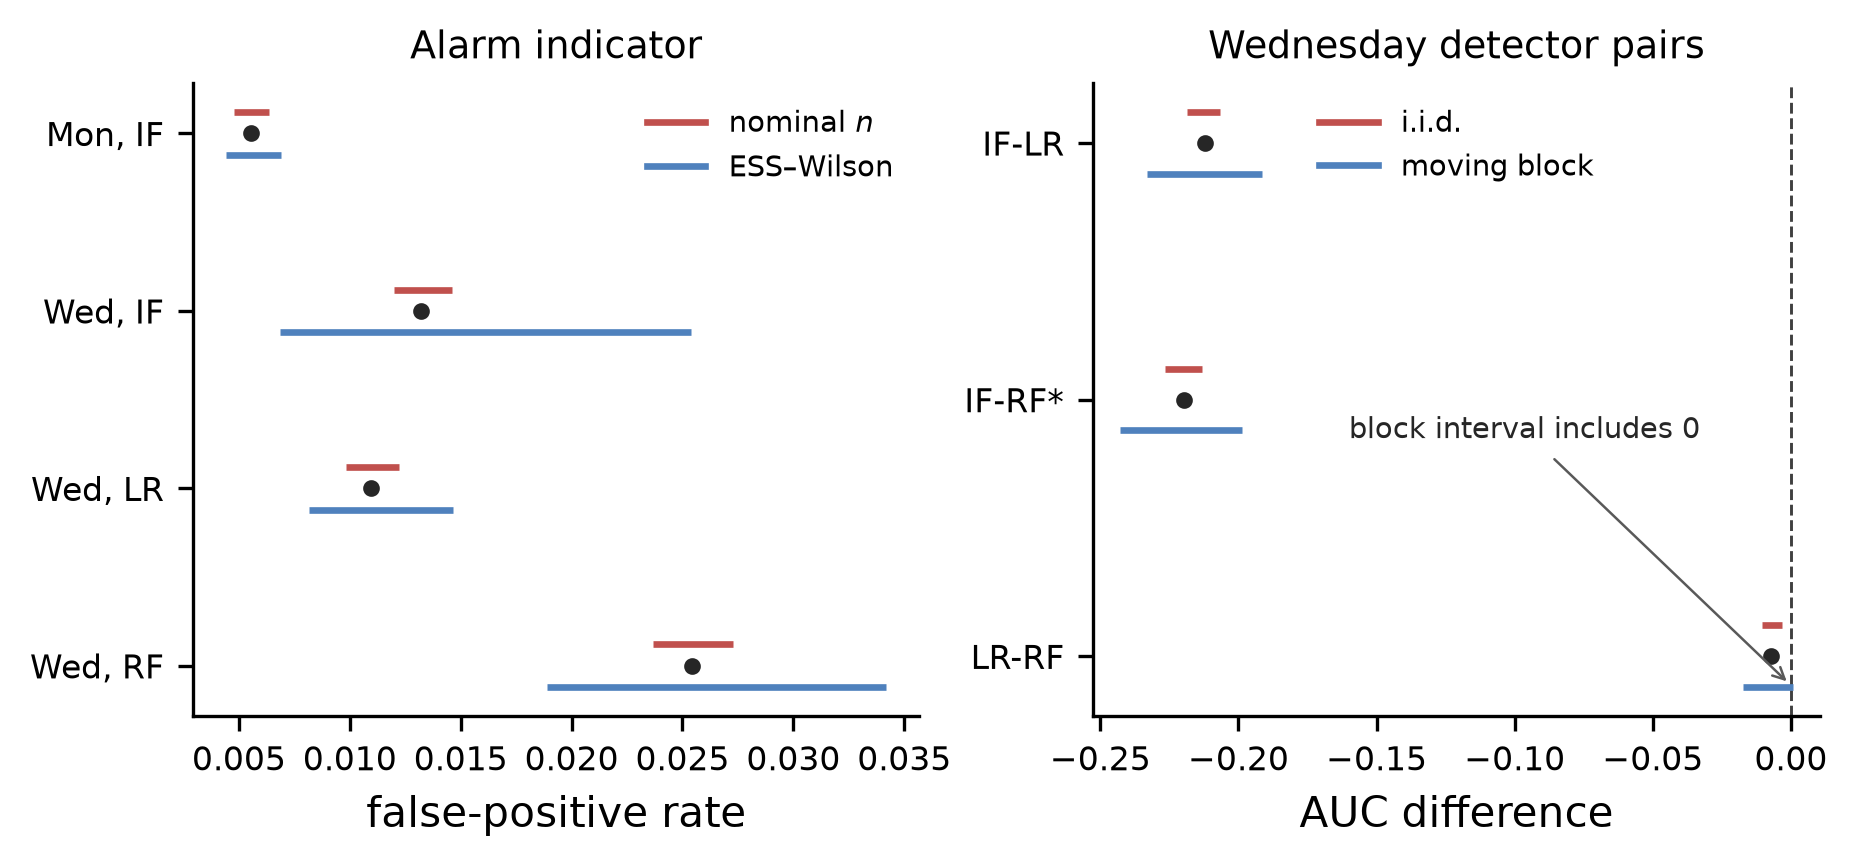 Alarm indicator
Mon, IF
Wed, IF
Wed, LR
Wed, RF
nominal n
ESS–Wilson
0.005 0.010 0.015 0.020 0.025 0.030 0.035
false-positive rate
Wednesday detector pairs
IF-LR
IF-RF*
LR-RF
i.i.d.
moving block
block interval includes 0
−0.25 −0.20 −0.15 −0.10 −0.05 0.00
AUC difference